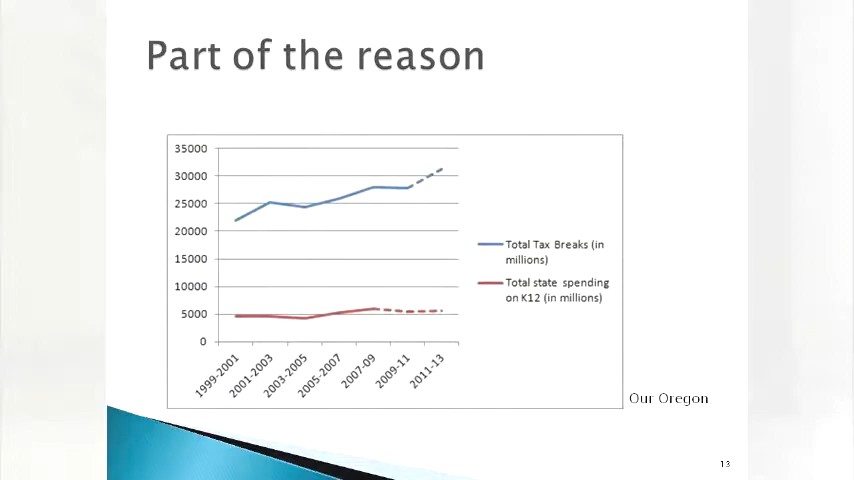 Part of the reason
35000
30000
25000
20000
15000
10000
5000
0
1999-2001
2001-2003
2003-2005
2005-2007
2007-09
2009-11
2011-13
Total Tax Breaks (in
millions)
Total state spending
on K12 (in millions)
Our Oregon
13